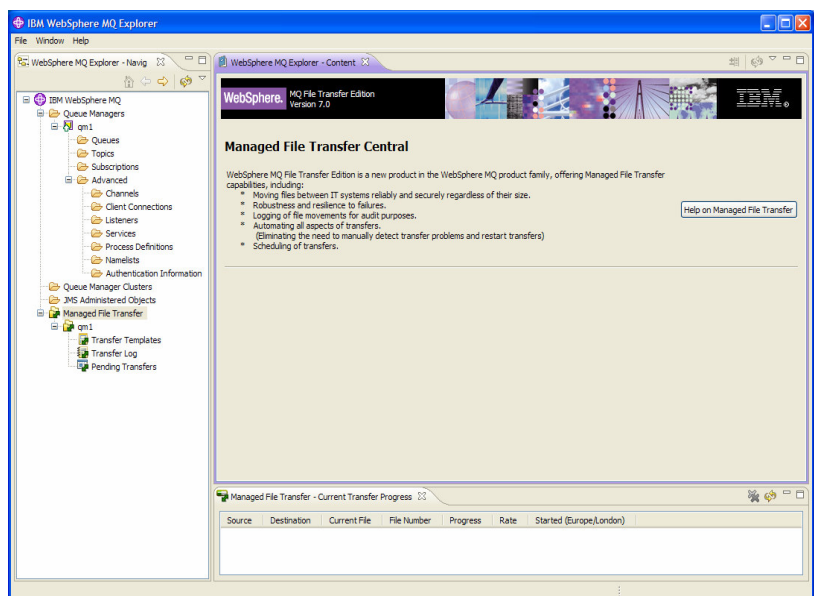 IBM WebSphere MQ Explorer
File Window Help
WebSphere MQ Explorer - Navig
IBM WebSphere MQ
Queue Managers
qm1
Queues
Topics
Subscriptions
Advanced
Channels
Client Connections
Listeners
Services
Process Definitions
Namelists
Authentication Information
Queue Manager Clusters
JMS Administered Objects
Managed File Transfer
qm1
Transfer Templates
Transfer Log
Pending Transfers
WebSphere MQ Explorer - Content
WebSphere. MQ File Transfer Edition
Version 7.0
IBM
Managed File Transfer Central
WebSphere MQ File Transfer Edition is a new product in the WebSphere MQ product family, offering Managed File Transfer
capabilities, including:
* Moving files between IT systems reliably and securely regardless of their size.
* Robustness and resilience to failures.
* Logging of file movements for audit purposes.
* Automating all aspects of transfers.
(Eliminating the need to manually detect transfer problems and restart transfers)
* Scheduling of transfers.
Help on Managed File Transfer
Managed File Transfer - Current Transfer Progress
Source Destination Current File File Number Progress Rate Started (Europe/London)